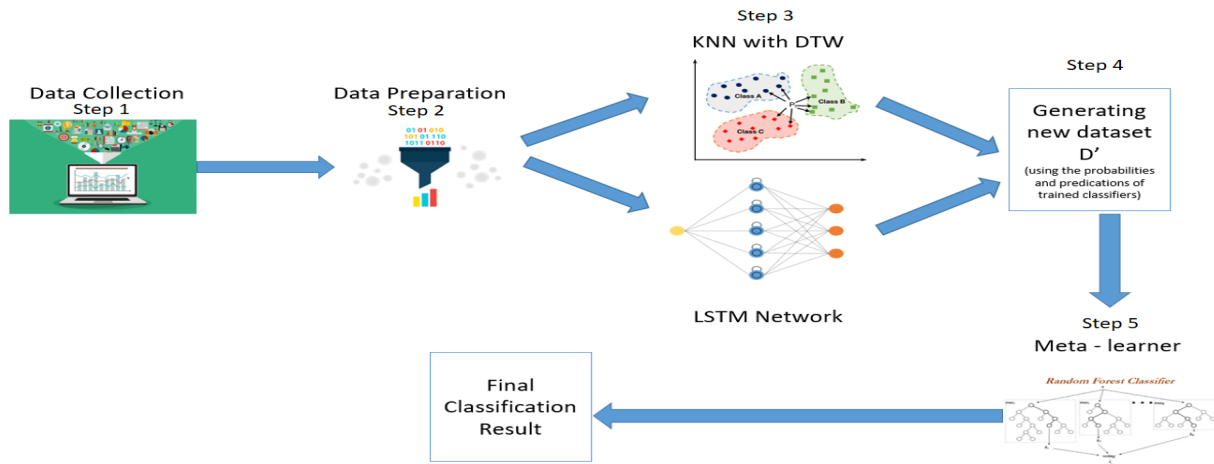 Data Collection
Step 1
Data Preparation
Step 2
01 01 010
101 01 110
1011 0110
Step 3
KNN with DTW
Class A
P
Class B
Class C
LSTM Network
Step 4
Generating
new dataset
D’
(using the probabilities
and predications of
trained classifiers)
Step 5
Meta - learner
Random Forest Classifier
Final
Classification
Result